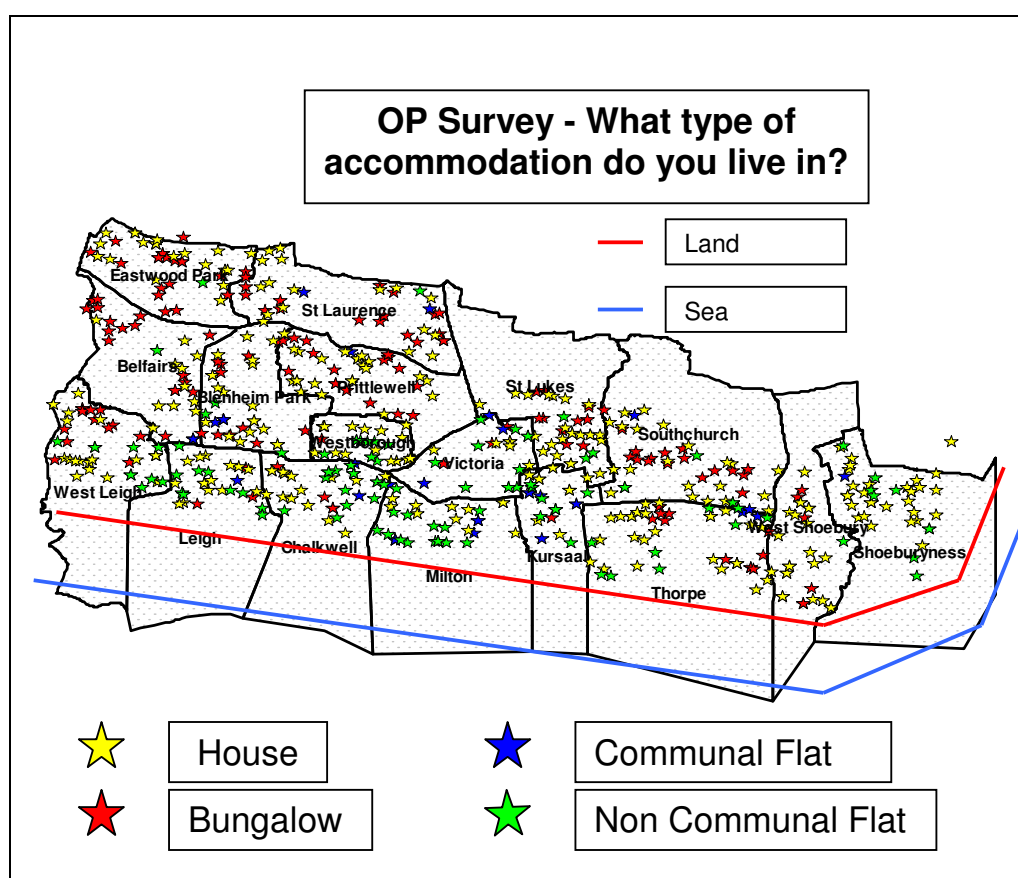 OP Survey - What type of
accommodation do you live in?
Land
Sea
Eastwood Park
St Laurence
Belfairs
Blenheim Park
Prittlewell
St Lukes
Westborough
Victoria
Southchurch
West Leigh
Leigh
Chalkwell
Milton
Kursaal
Thorpe
West Shoebury
Shoeburyness
House
Communal Flat
Bungalow
Non Communal Flat